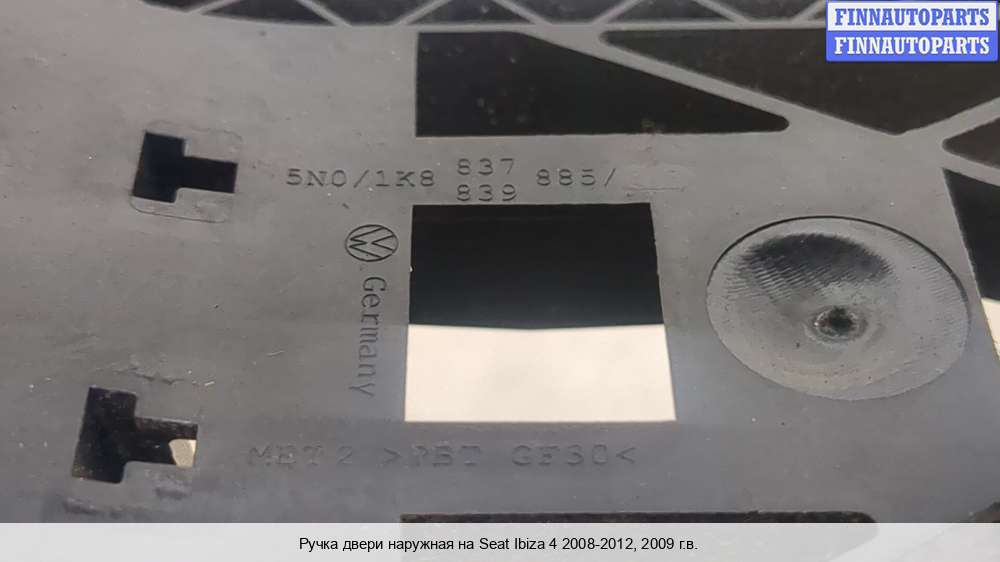 FINNAUTOPARTS
FINNAUTOPARTS
5N0/1K8 837 885/
839
Germany
>PBT GF30<
Ручка двери наружная на Seat Ibiza 4 2008-2012, 2009 г.в.